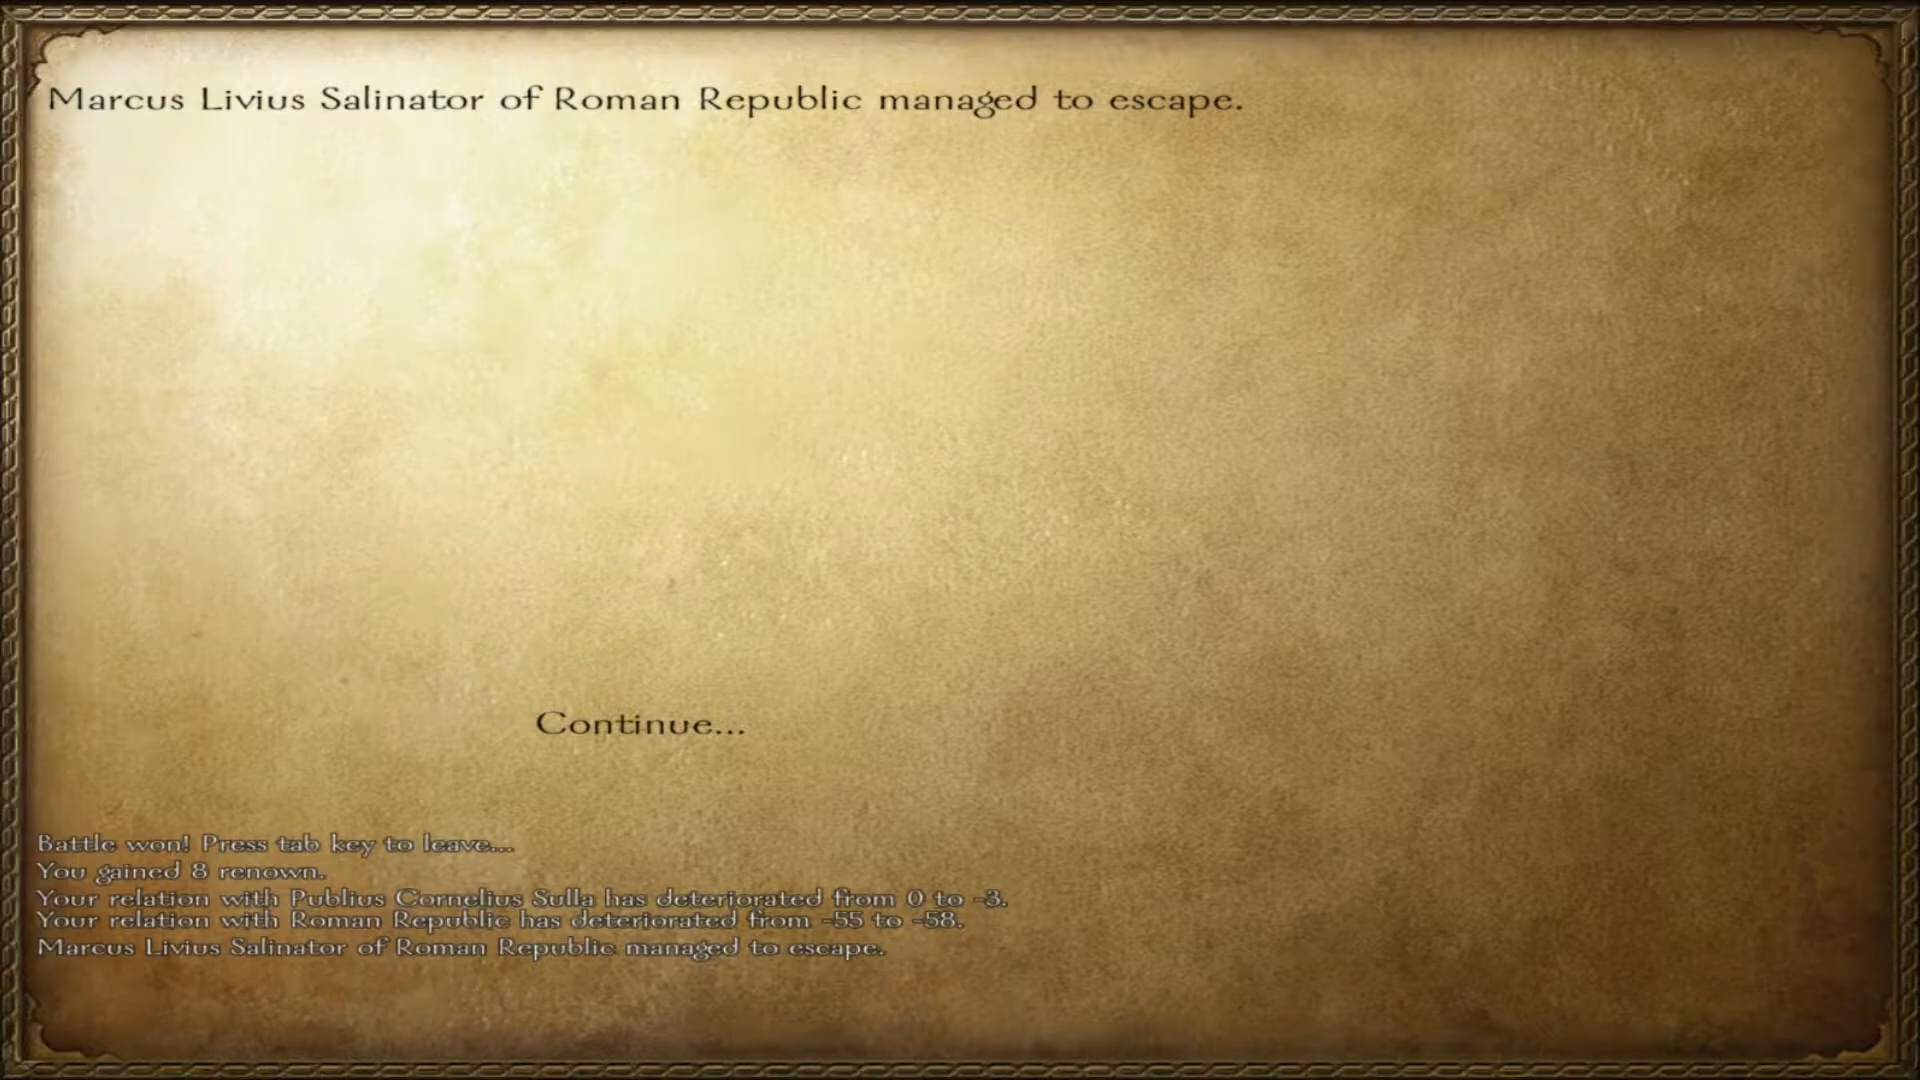 Marcus Livius Salinator of Roman Republic managed to escape.
Continue...
Battle won! Press tab key to leave...
You gained 8 renown.
Your relation with Publius Cornelius Sulla has deteriorated from 0 to -3.
Your relation with Roman Republic has deteriorated from -55 to -58.
Marcus Livius Salinator of Roman Republic managed to escape.